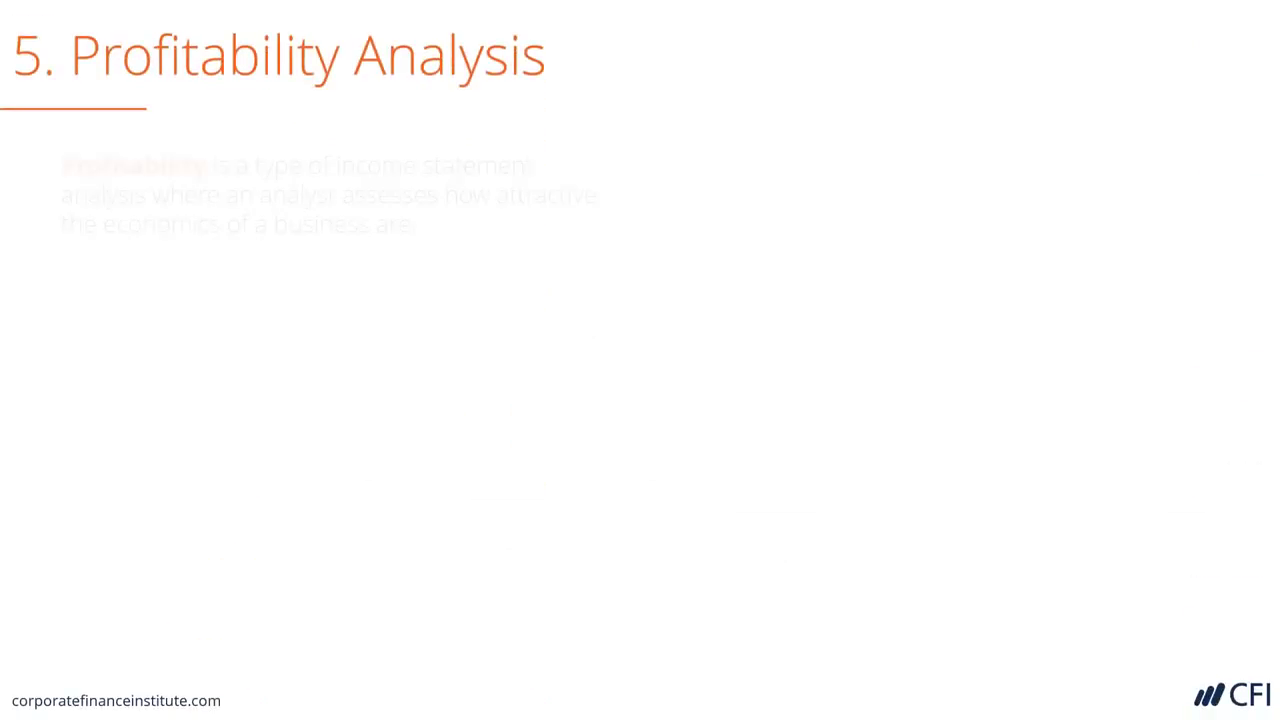 5. Profitability Analysis
Profitability is a type of income statement
analysis where an analyst assesses how attractive
the economics of a business are.
corporatefinanceinstitute.com
CFI